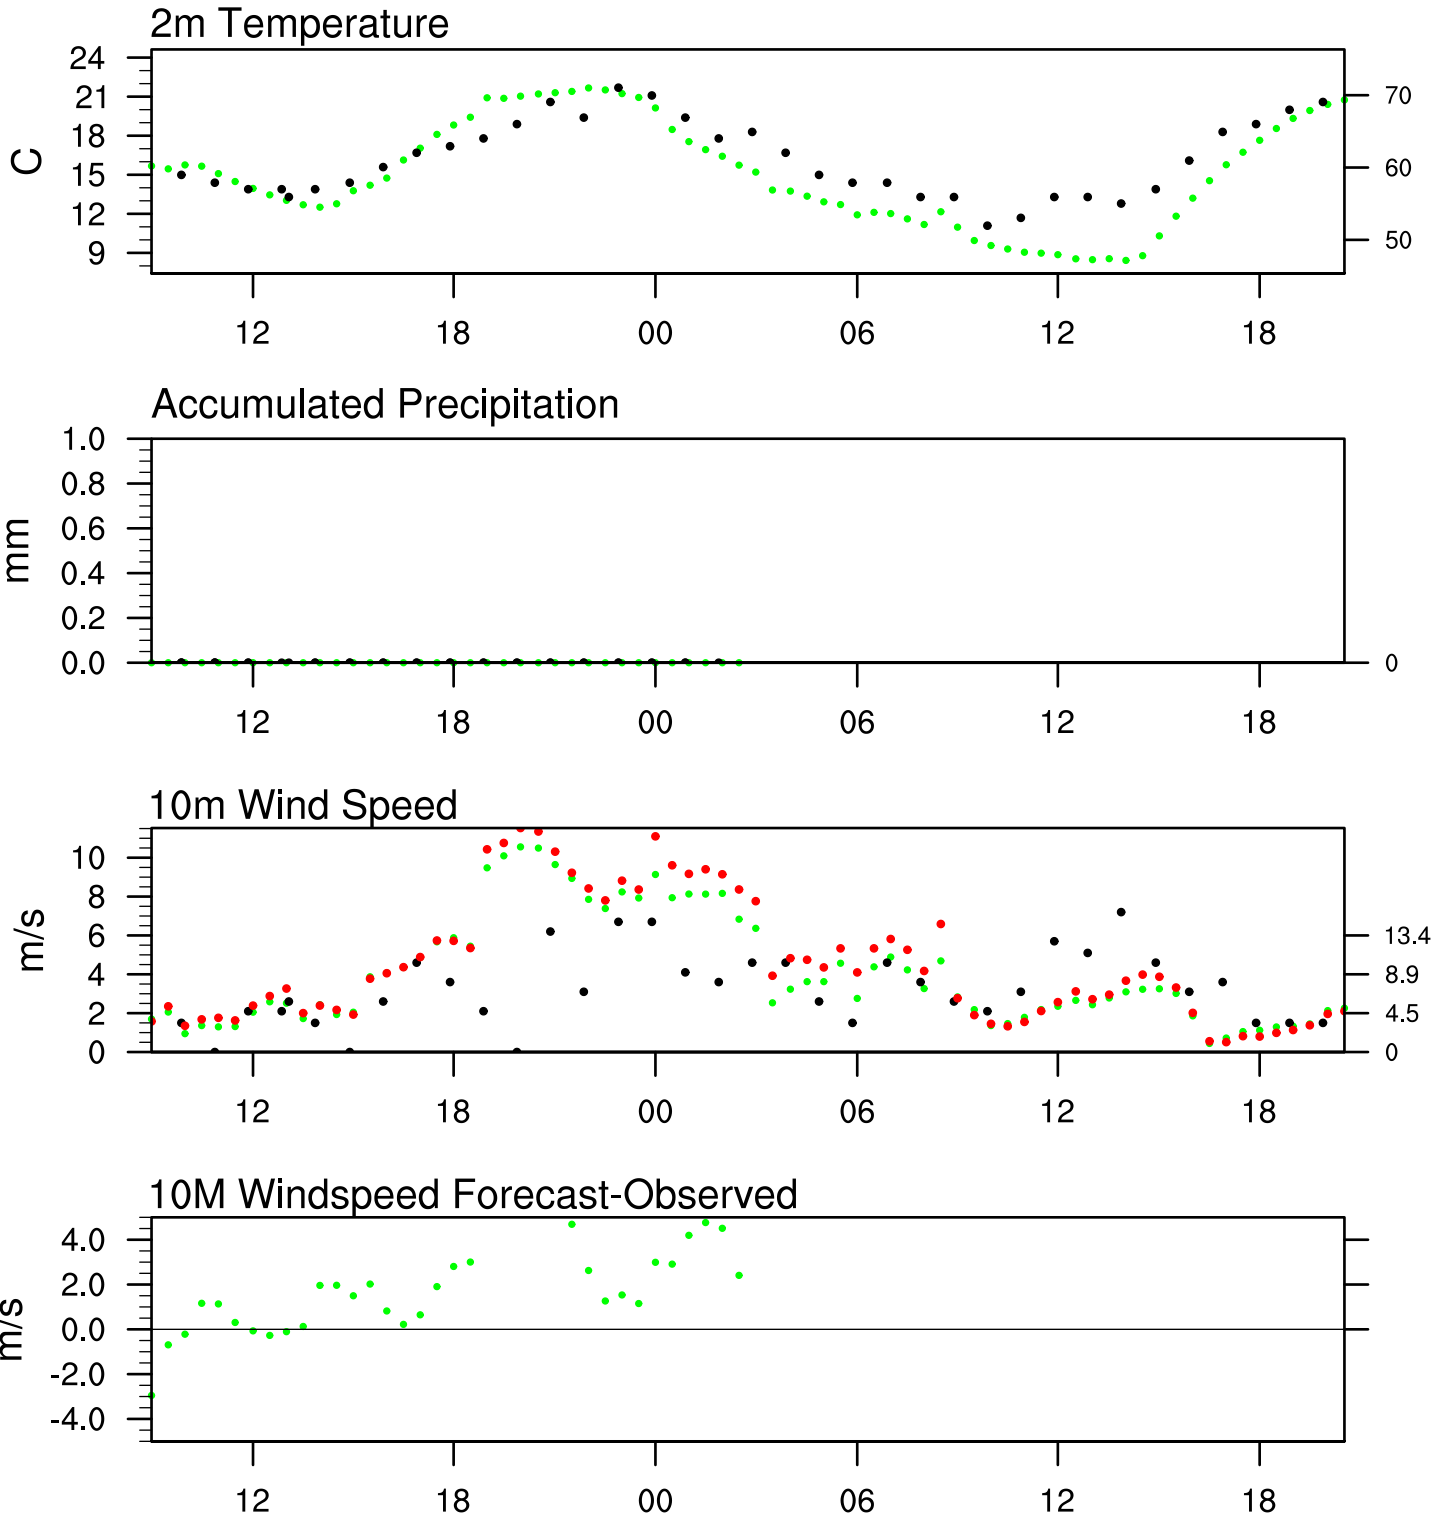 2m Temperature
24
21
18
15
12
9
C
70
60
50
12 18 00 06 12 18
Accumulated Precipitation
1.0
0.8
0.6
0.4
0.2
0.0
mm
0
12 18 00 06 12 18
10m Wind Speed
10
8
6
4
2
0
m/s
13.4
8.9
4.5
0
12 18 00 06 12 18
10M Windspeed Forecast-Observed
4.0
2.0
0.0
-2.0
-4.0
m/s
12 18 00 06 12 18